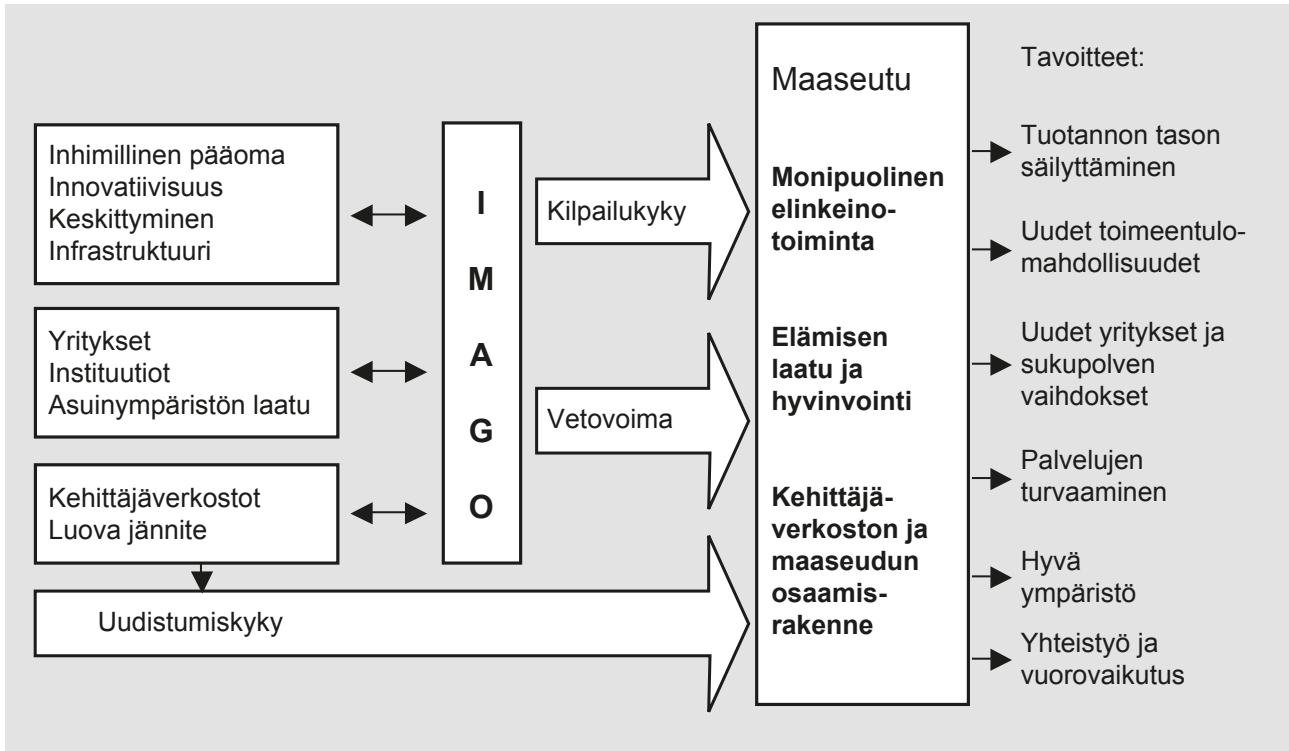 Inhimillinen pääoma
Innovatiivisuus
Keskittyminen
Infrastruktuuri
Yritykset
Instituutiot
Asuinympäristön laatu
Kehittäjäverkostot
Luova jännite
Uudistumiskyky
I
M
A
G
O
Kilpailukyky
Vetovoima
Maaseutu
Monipuolinen
elinkeino-
toiminta
Elämisen
laatu ja
hyvinvointi
Kehittäjä-
verkoston ja
maaseudun
osaamis-
rakenne
Tavoitteet:
Tuotannon tason
säilyttäminen
Uudet toimeentulo-
mahdollisuudet
Uudet yritykset ja
sukupolven
vaihdokset
Palvelujen
turvaaminen
Hyvä
ympäristö
Yhteistyö ja
vuorovaikutus